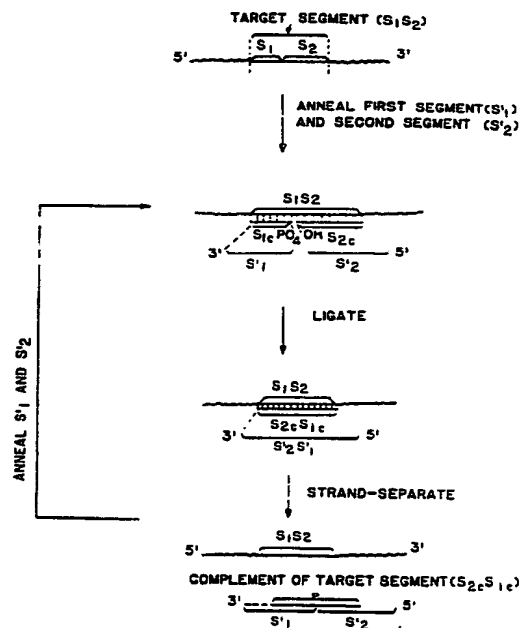 TARGET SEGMENT (S1S2)
S1 S2
5' 3'
ANNEAL FIRST SEGMENT(S'1)
AND SECOND SEGMENT (S'2)
S1S2
S1c PO4 OH S2c
3' 5'
S'1 S'2
LIGATE
S1S2
S2cS1c
3' 5'
S'2S'1
STRAND-SEPARATE
ANNEAL S'1 AND S'2
S1S2
5' 3'
COMPLEMENT OF TARGET SEGMENT(S2cS1c)
3' 5'
S'1 S'2